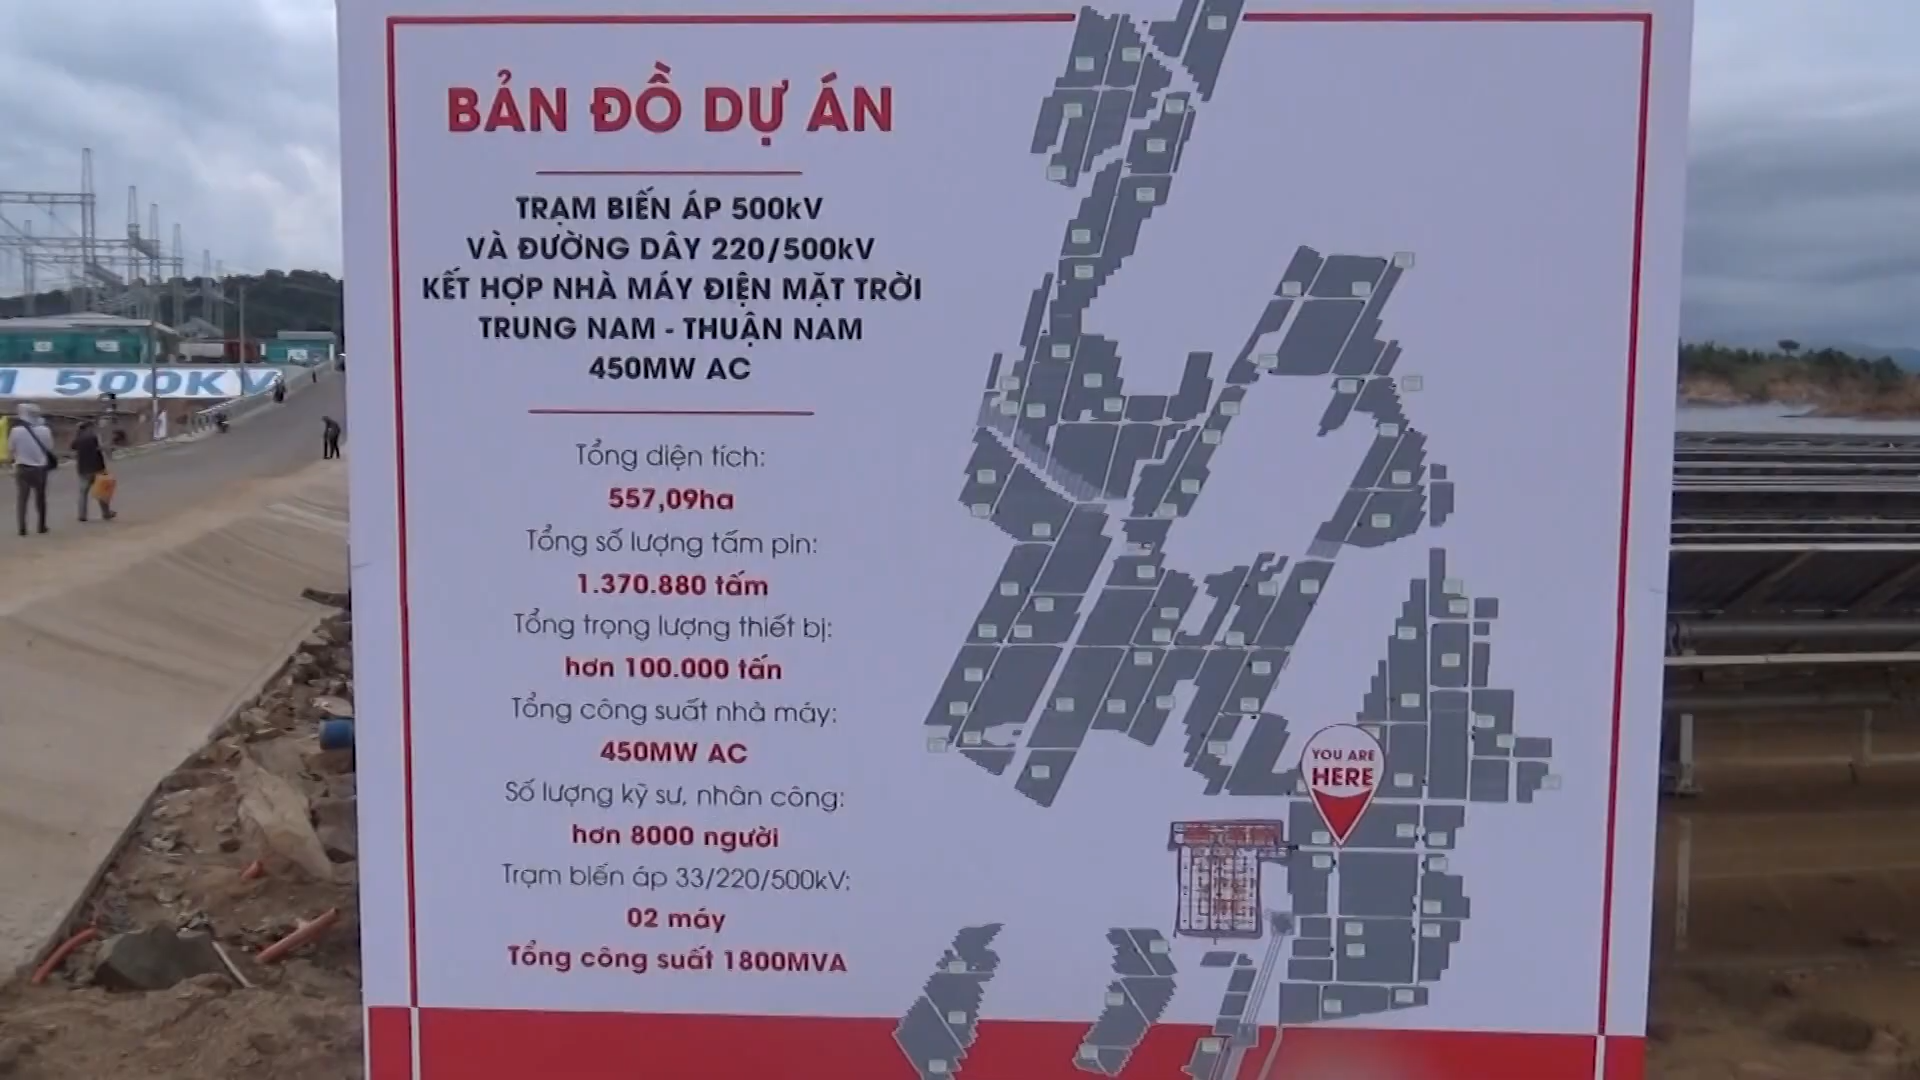 BẢN ĐỒ DỰ ÁN
TRẠM BIẾN ÁP 500kV
VÀ ĐƯỜNG DÂY 220/500kV
KẾT HỢP NHÀ MÁY ĐIỆN MẶT TRỜI
TRUNG NAM - THUẬN NAM
450MW AC
Tổng diện tích:
557,09ha
Tổng số lượng tấm pin:
1.370.880 tấm
Tổng trọng lượng thiết bị:
hơn 100.000 tấn
Tổng công suất nhà máy:
450MW AC
Số lượng kỹ sư, nhân công:
hơn 8000 người
Trạm biến áp 33/220/500kV:
02 máy
Tổng công suất 1800MVA
YOU ARE
HERE
M 500KV